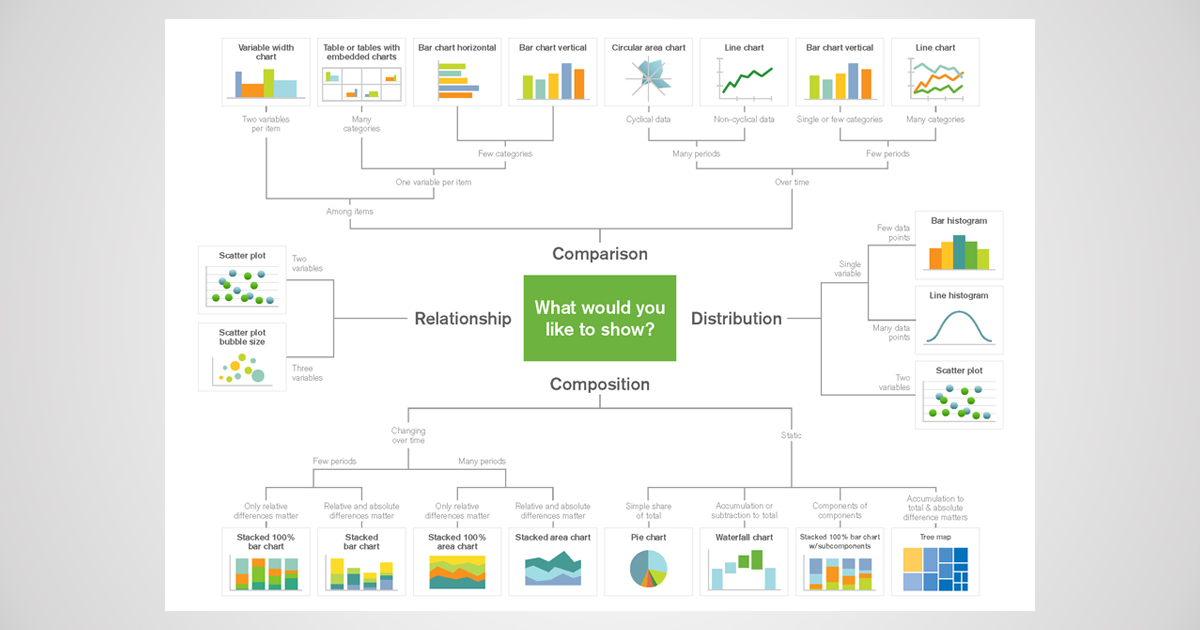 Variable width
chart
Table or tables with
embedded charts
Bar chart horizontal
Bar chart vertical
Circular area chart
Line chart
Bar chart vertical
Line chart
Two variables
per item
Many
categories
Cyclical data
Non-cyclical data
Single or few categories
Many categories
Few categories
Many periods
Few periods
One variable per item
Over time
Among items
Comparison
Scatter plot
Two
variables
Scatter plot
bubble size
Three
variables
Relationship
What would you
like to show?
Distribution
Few data
points
Single
variable
Many data
points
Two
variables
Bar histogram
Line histogram
Scatter plot
Composition
Changing
over time
Static
Few periods
Many periods
Only relative
differences matter
Relative and absolute
differences matter
Only relative
differences matter
Relative and absolute
differences matter
Simple share
of total
Accumulation or
subtraction to total
Components of
components
Accumulation to
total & absolute
difference matters
Stacked 100%
bar chart
Stacked
bar chart
Stacked 100%
area chart
Stacked area chart
Pie chart
Waterfall chart
Stacked 100% bar chart
w/subcomponents
Tree map